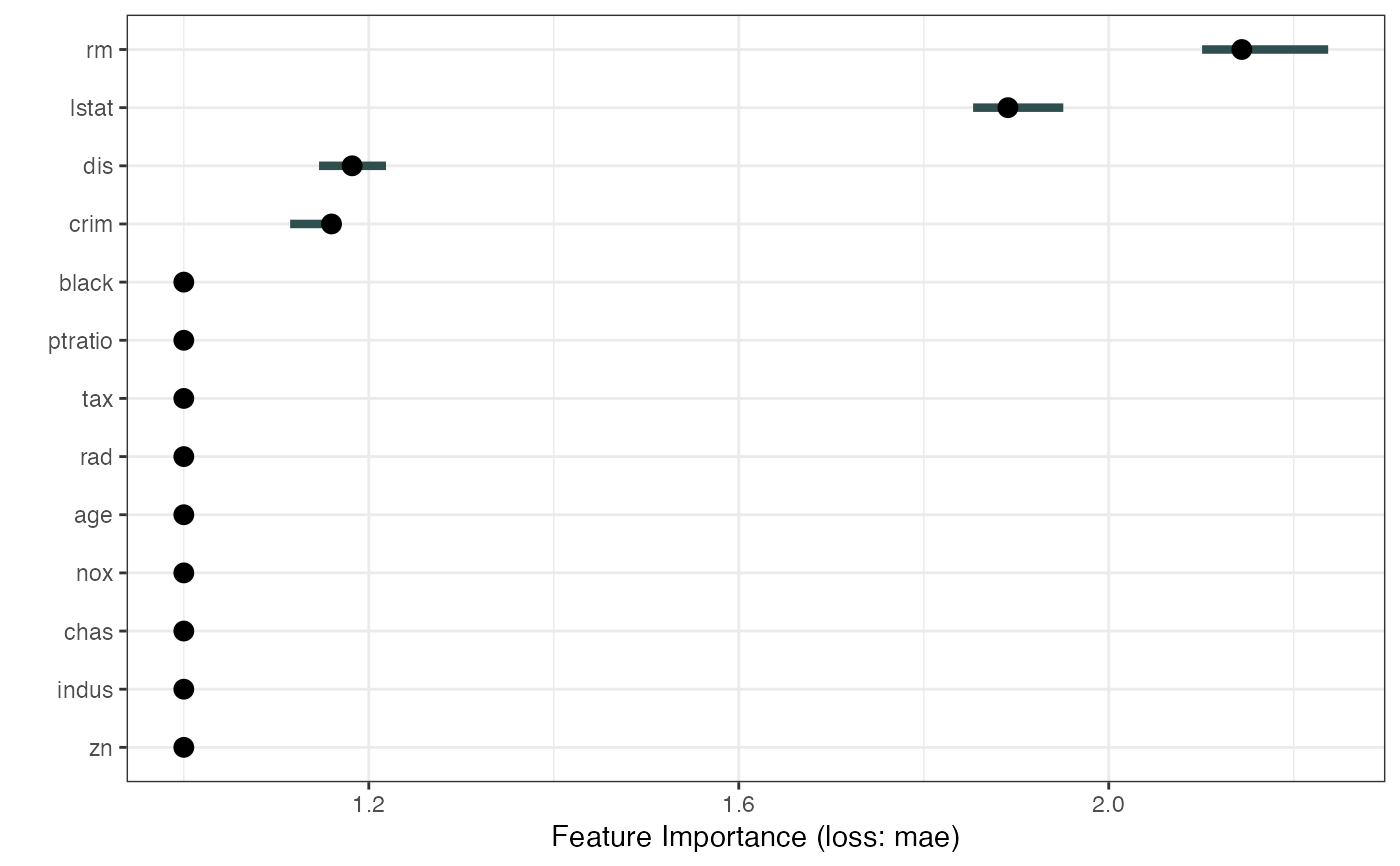 rm
lstat
dis
crim
black
ptratio
tax
rad
age
nox
chas
indus
zn
1.2 1.6 2.0
Feature Importance (loss: mae)